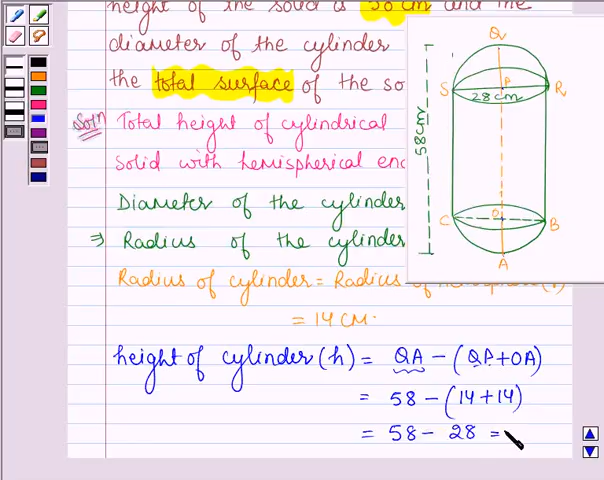 height of the solid is 58 cm and the
diameter of the cylinder
the total surface of the so
Soln Total height of cylindrical
Solid with hemispherical en
Diameter of the cylinder
⇒ Radius of the cylinder
Radius of cylinder = Radius of
= 14 CM.
height of cylinder (h) = QA - (QP + OA)
= 58 - (14 + 14)
= 58 - 28 =
Q
S P R
28 cm
58 cm
C O B
A